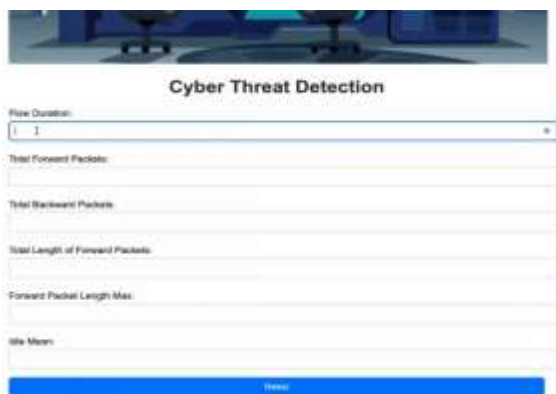 Cyber Threat Detection
Flow Duration:
Total Forward Packets:
Total Backward Packets:
Total Length of Forward Packets:
Forward Packet Length Max:
Idle Mean: